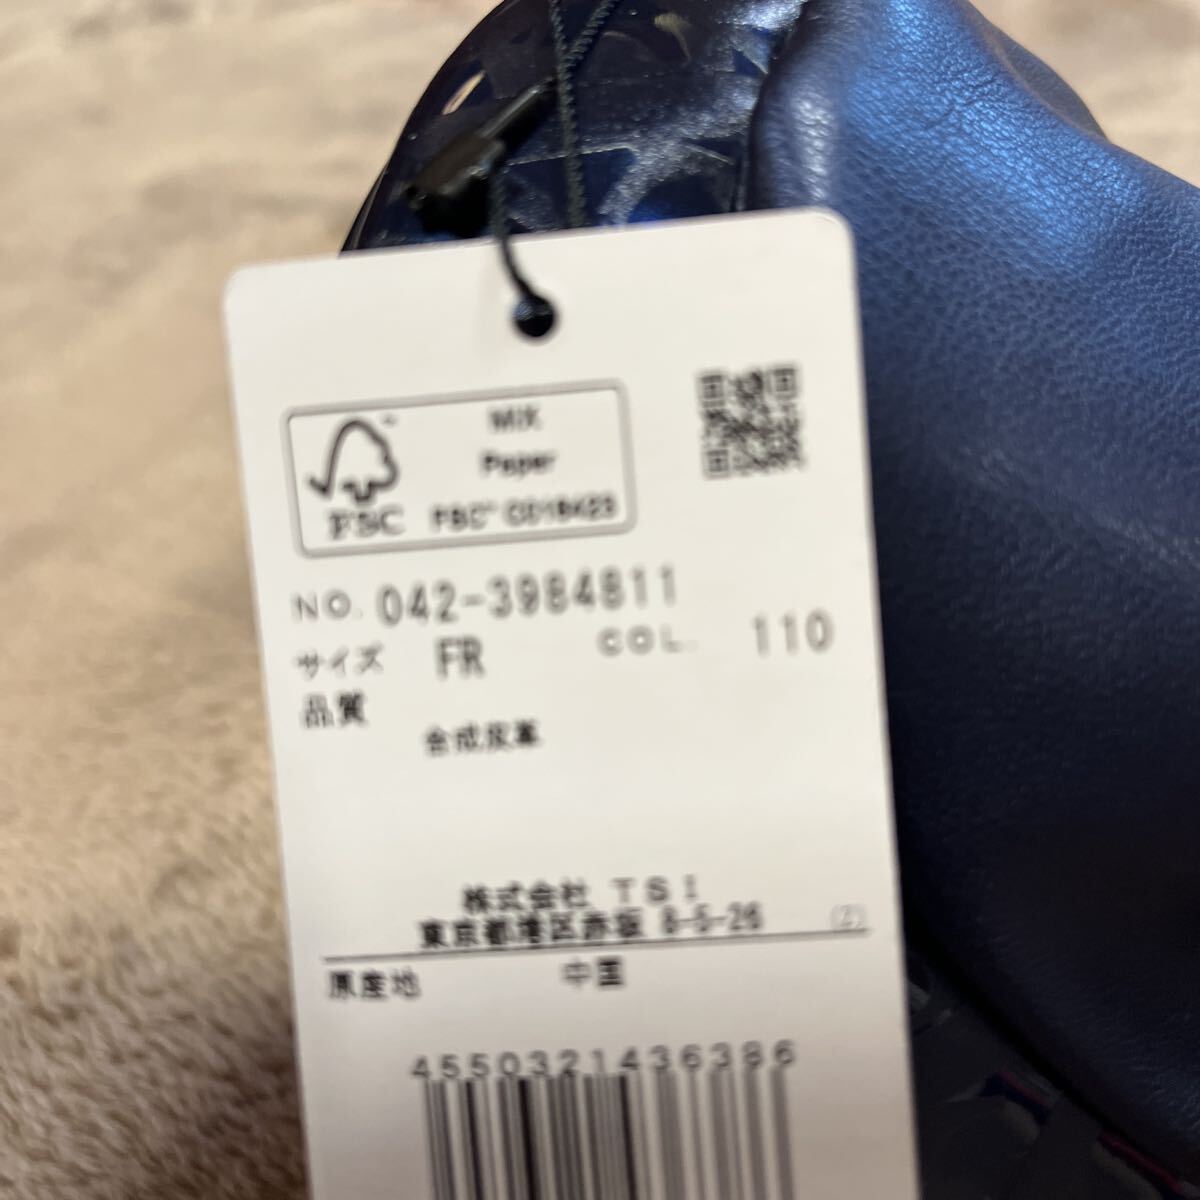 MIX
Paper
FSC
FSC™ C018423
NO. 042-3984811
サイズ FR COL. 110
品質
合成皮革
株式会社 TSI
東京都港区赤坂 8-5-26
原産地 中国
4550321436386